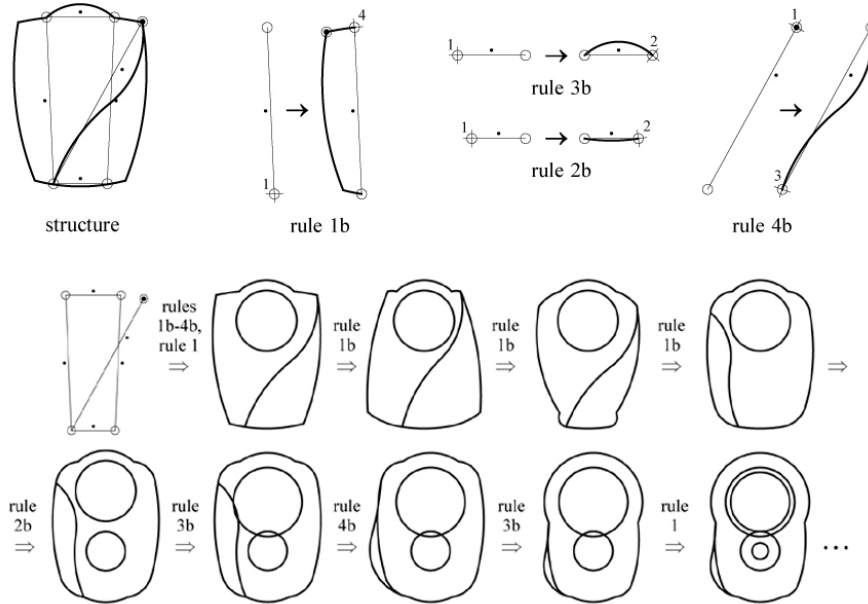 4
1
1
2
1
3
1
2
structure
rule 1b
rule 3b
rule 2b
rule 4b
rules
1b-4b,
rule 1
⇒
rule
1b
⇒
rule
1b
⇒
rule
1b
⇒
⇒
rule
2b
⇒
rule
3b
⇒
rule
4b
⇒
rule
3b
⇒
rule
1
⇒
...